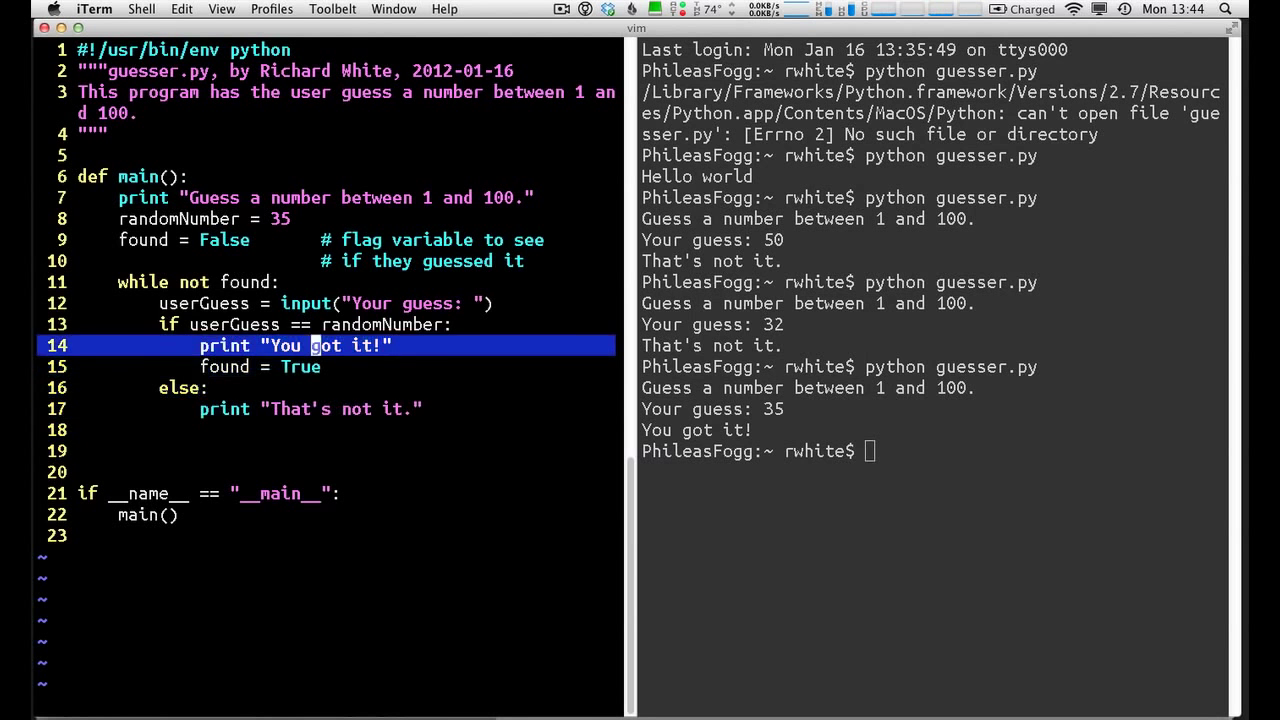 iTerm Shell Edit View Profiles Toolbelt Window Help 74° 0.0KB/s 0.0KB/s Charged Mon 13:44
vim
1 #!/usr/bin/env python
2 """guesser.py, by Richard White, 2012-01-16
3 This program has the user guess a number between 1 an
d 100.
4 """
5
6 def main():
7 print "Guess a number between 1 and 100."
8 randomNumber = 35
9 found = False # flag variable to see
10 # if they guessed it
11 while not found:
12 userGuess = input("Your guess: ")
13 if userGuess == randomNumber:
14 print "You got it!"
15 found = True
16 else:
17 print "That's not it."
18
19
20
21 if __name__ == "__main__":
22 main()
23
~
~
~
~
~
~
~
Last login: Mon Jan 16 13:35:49 on ttys000
PhileasFogg:~ rwhite$ python guesser.py
/Library/Frameworks/Python.framework/Versions/2.7/Resourc
es/Python.app/Contents/MacOS/Python: can't open file 'gue
sser.py': [Errno 2] No such file or directory
PhileasFogg:~ rwhite$ python guesser.py
Hello world
PhileasFogg:~ rwhite$ python guesser.py
Guess a number between 1 and 100.
Your guess: 50
That's not it.
PhileasFogg:~ rwhite$ python guesser.py
Guess a number between 1 and 100.
Your guess: 32
That's not it.
PhileasFogg:~ rwhite$ python guesser.py
Guess a number between 1 and 100.
Your guess: 35
You got it!
PhileasFogg:~ rwhite$